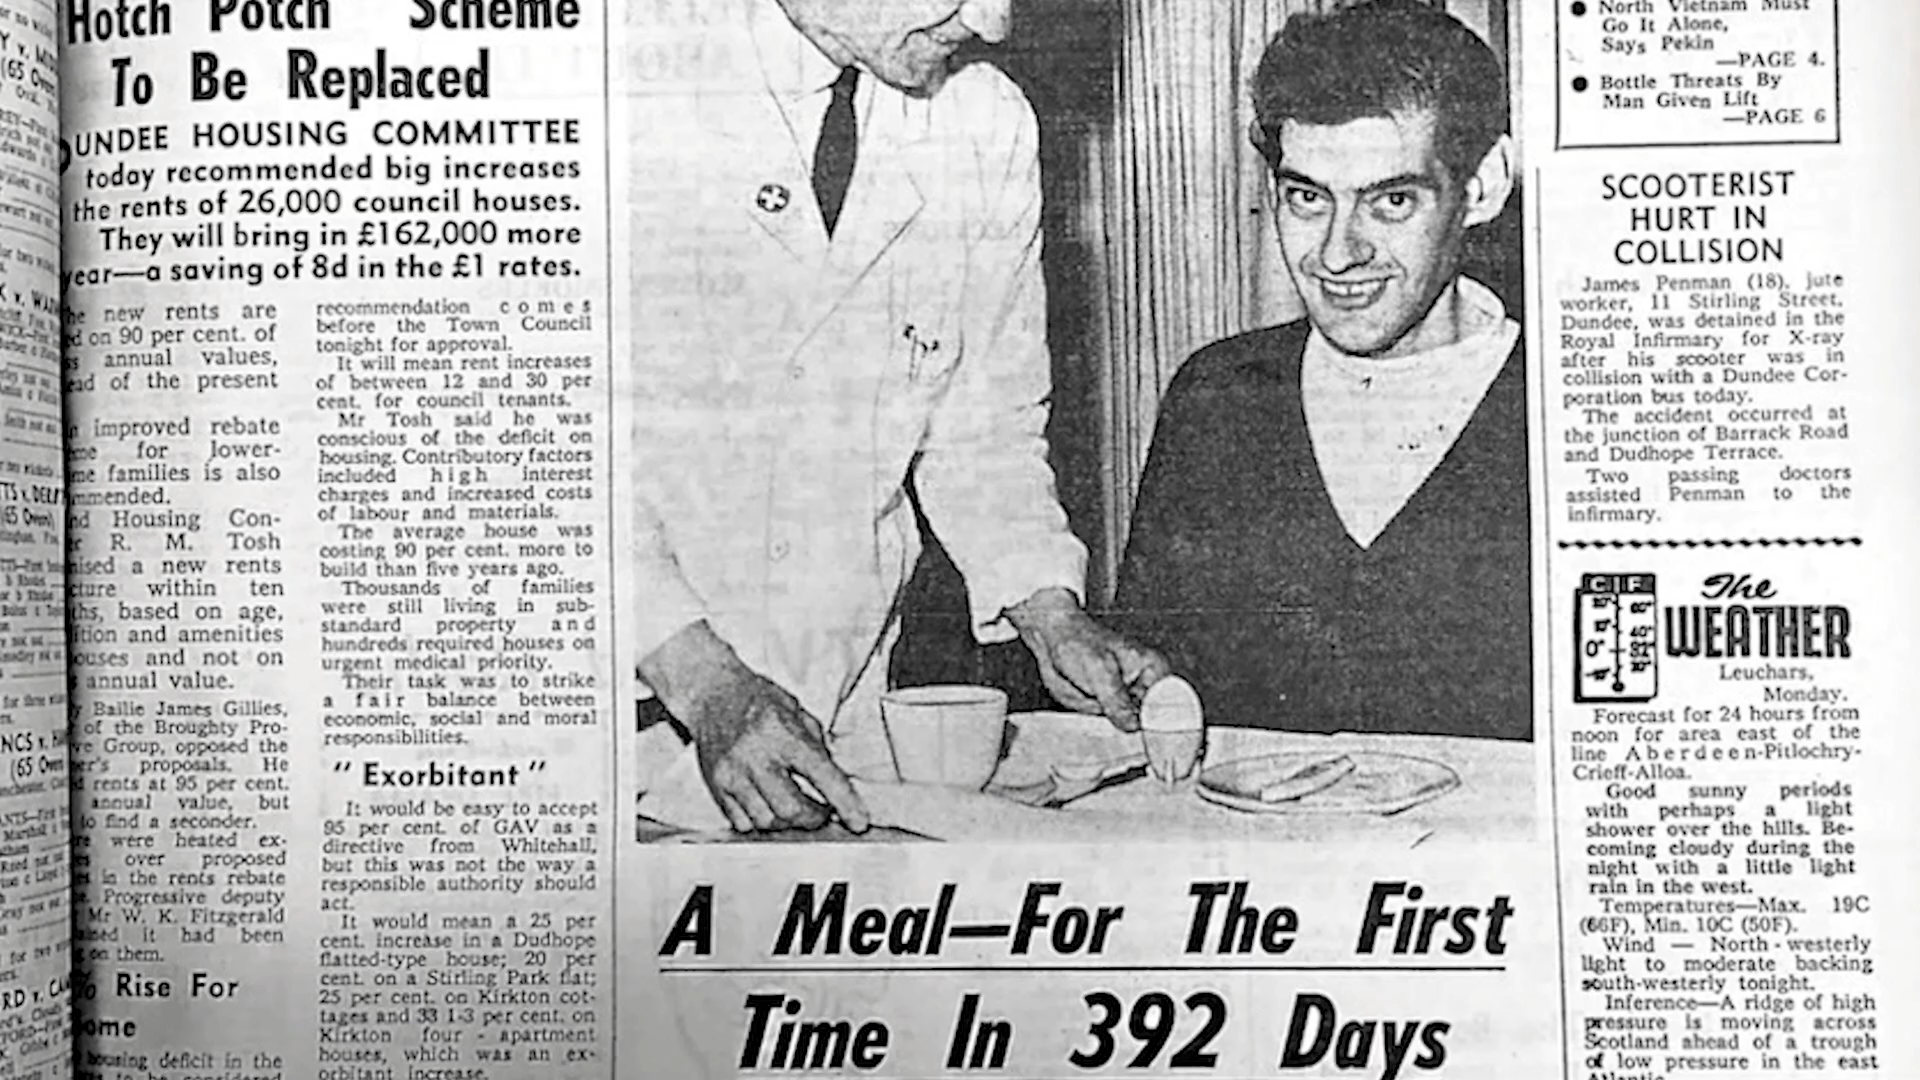 Hotch Potch Scheme
To Be Replaced
UNDEE HOUSING COMMITTEE
today recommended big increases
the rents of 26,000 council houses.
They will bring in £162,000 more
year—a saving of 8d in the £1 rates.
new rents are
on 90 per cent. of
annual values,
of the present
improved rebate
for lower-
families is also
Housing Con-
R. M. Tosh
a new rents
within ten
based on age,
and amenities
and not on
annual value.
Bailie James Gillies,
of the Broughty Pro-
Group, opposed the
proposals. He
rents at 95 per cent.
annual value, but
to find a seconder.
were heated ex-
over proposed
in the rents rebate
Progressive deputy
Mr W. K. Fitzgerald
it had been
on them.
Rise For
housing deficit in the
recommendation comes
before the Town Council
tonight for approval.
It will mean rent increases
of between 12 and 30 per
cent. for council tenants.
Mr Tosh said he was
conscious of the deficit on
housing. Contributory factors
included high interest
charges and increased costs
of labour and materials.
The average house was
costing 90 per cent. more to
build than five years ago.
Thousands of families
were still living in sub-
standard property and
hundreds required houses on
urgent medical priority.
Their task was to strike
a fair balance between
economic, social and moral
responsibilities.
"Exorbitant"
It would be easy to accept
95 per cent. of GAV as a
directive from Whitehall,
but this was not the way a
responsible authority should
act.
It would mean a 25 per
cent. increase in a Dudhope
flatted-type house; 20 per
cent. on a Stirling Park flat;
25 per cent. on Kirkton cot-
tages and 33 1-3 per cent. on
Kirkton four-apartment
houses, which was an ex-
orbitant increase.
A Meal—For The First
Time In 392 Days
North Vietnam Must
Go It Alone,
Says Pekin
—PAGE 4.
Bottle Threats By
Man Given Lift
—PAGE 6
SCOOTERIST
HURT IN
COLLISION
James Penman (18), jute
worker, 11 Stirling Street,
Dundee, was detained in the
Royal Infirmary for X-ray
after his scooter was in
collision with a Dundee Cor-
poration bus today.
The accident occurred at
the junction of Barrack Road
and Dudhope Terrace.
Two passing doctors
assisted Penman to the
infirmary.
C F
The
WEATHER
Leuchars,
Monday.
Forecast for 24 hours from
noon for area east of the
line Aberdeen-Pitlochry-
Crieff-Alloa.
Good sunny periods
with perhaps a light
shower over the hills. Be-
coming cloudy during the
night with a little light
rain in the west.
Temperatures—Max. 19C
(66F), Min. 10C (50F).
Wind — North-westerly
light to moderate backing
south-westerly tonight.
Inference—A ridge of high
pressure is moving across
Scotland ahead of a trough
of low pressure in the east